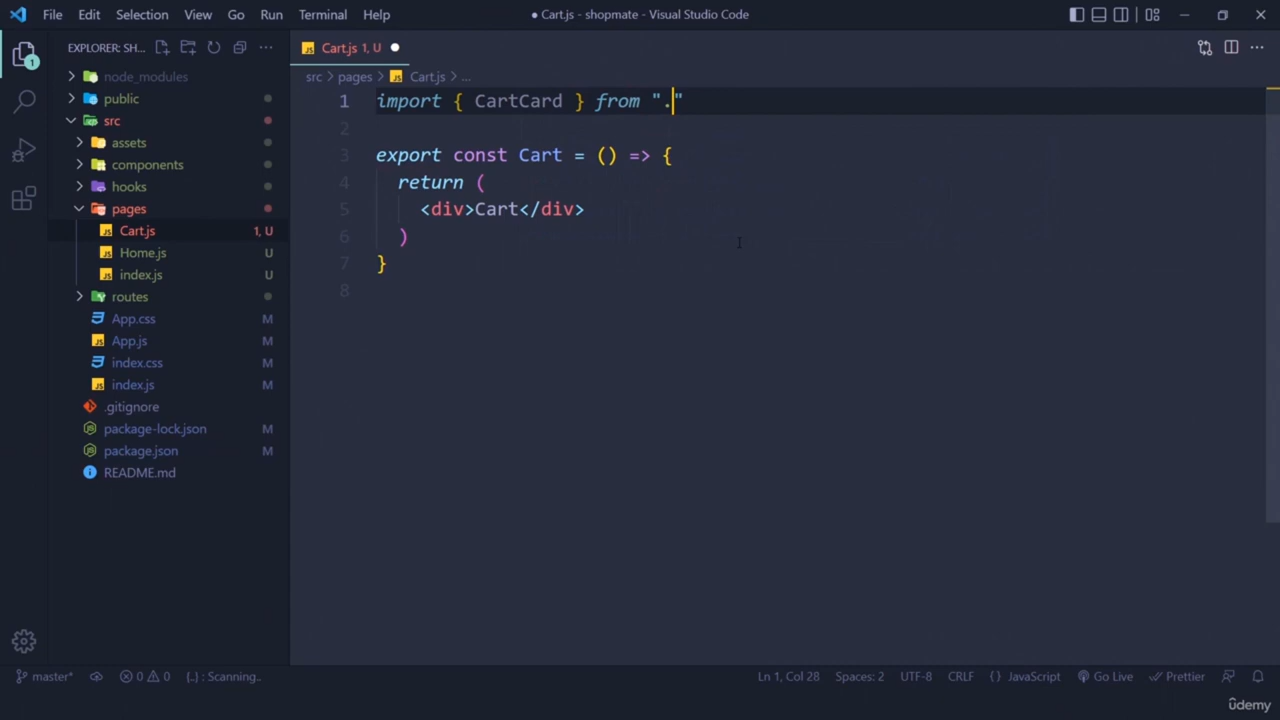 File Edit Selection View Go Run Terminal Help
● Cart.js - shopmate - Visual Studio Code
EXPLORER: SH... ...
1
node_modules
public
src
assets
components
hooks
pages
Cart.js 1, U
Home.js U
index.js U
routes
App.css M
App.js M
index.css M
index.js M
.gitignore
package-lock.json M
package.json M
README.md
Cart.js 1, U ●
src > pages > Cart.js > ...
1 import { CartCard } from "."
2
3 export const Cart = () => {
4 return (
5 <div>Cart</div>
6 )
7 }
8
master* 0 0 {..} : Scanning..
Ln 1, Col 28 Spaces: 2 UTF-8 CRLF {} JavaScript Go Live Prettier
ûdemy